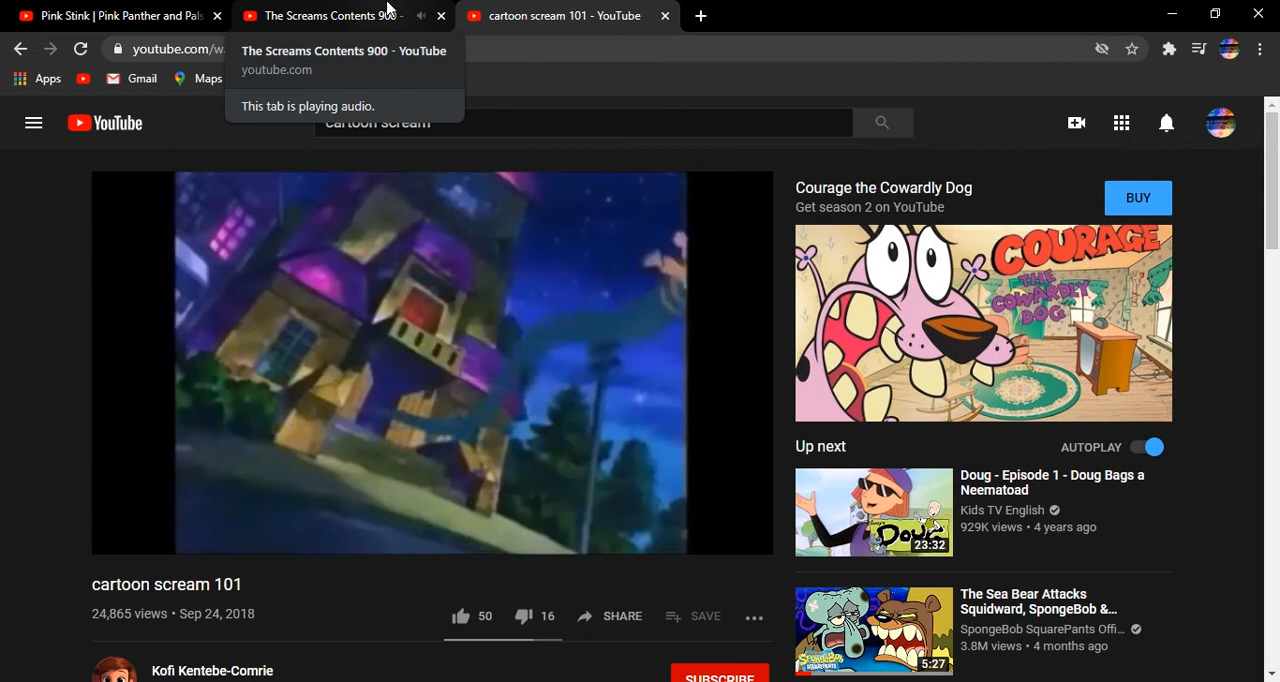 Pink Stink | Pink Panther and Pals
The Screams Contents 900 -
cartoon scream 101 - YouTube
youtube.com/w
The Screams Contents 900 - YouTube
youtube.com
This tab is playing audio.
Apps
Gmail
Maps
YouTube
cartoon scream
Courage the Cowardly Dog
Get season 2 on YouTube
BUY
COURAGE
THE
COWARDLY
DOG
Up next
AUTOPLAY
Doug - Episode 1 - Doug Bags a
Neematoad
Kids TV English
929K views • 4 years ago
Doug
23:32
The Sea Bear Attacks
Squidward, SpongeBob &...
SpongeBob SquarePants Offi...
3.8M views • 4 months ago
SpongeBob
5:27
cartoon scream 101
24,865 views • Sep 24, 2018
50
16
SHARE
SAVE
Kofi Kentebe-Comrie
SUBSCRIBE